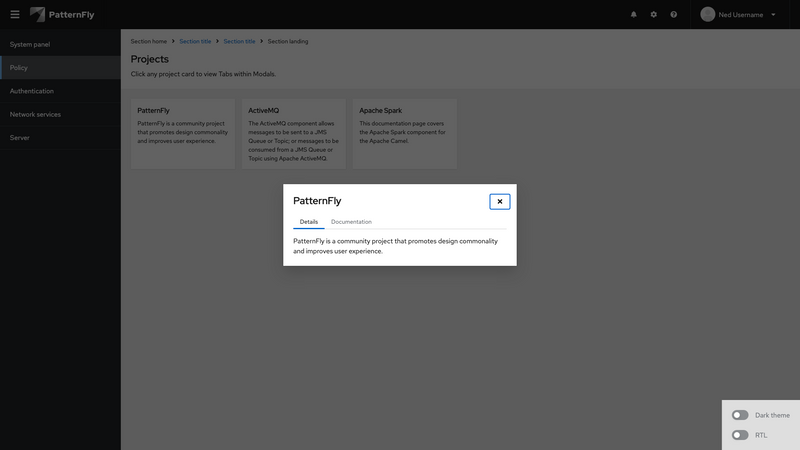 PatternFly
Ned Username
System panel
Policy
Authentication
Network services
Server
Section home
Section title
Section title
Section landing
Projects
Click any project card to view Tabs within Modals.
PatternFly
PatternFly is a community project
that promotes design commonality
and improves user experience.
ActiveMQ
The ActiveMQ component allows
messages to be sent to a JMS
Queue or Topic; or messages to be
consumed from a JMS Queue or
Topic using Apache ActiveMQ.
Apache Spark
This documentation page covers
the Apache Spark component for
the Apache Camel.
PatternFly
Details
Documentation
PatternFly is a community project that promotes design commonality
and improves user experience.
Dark theme
RTL